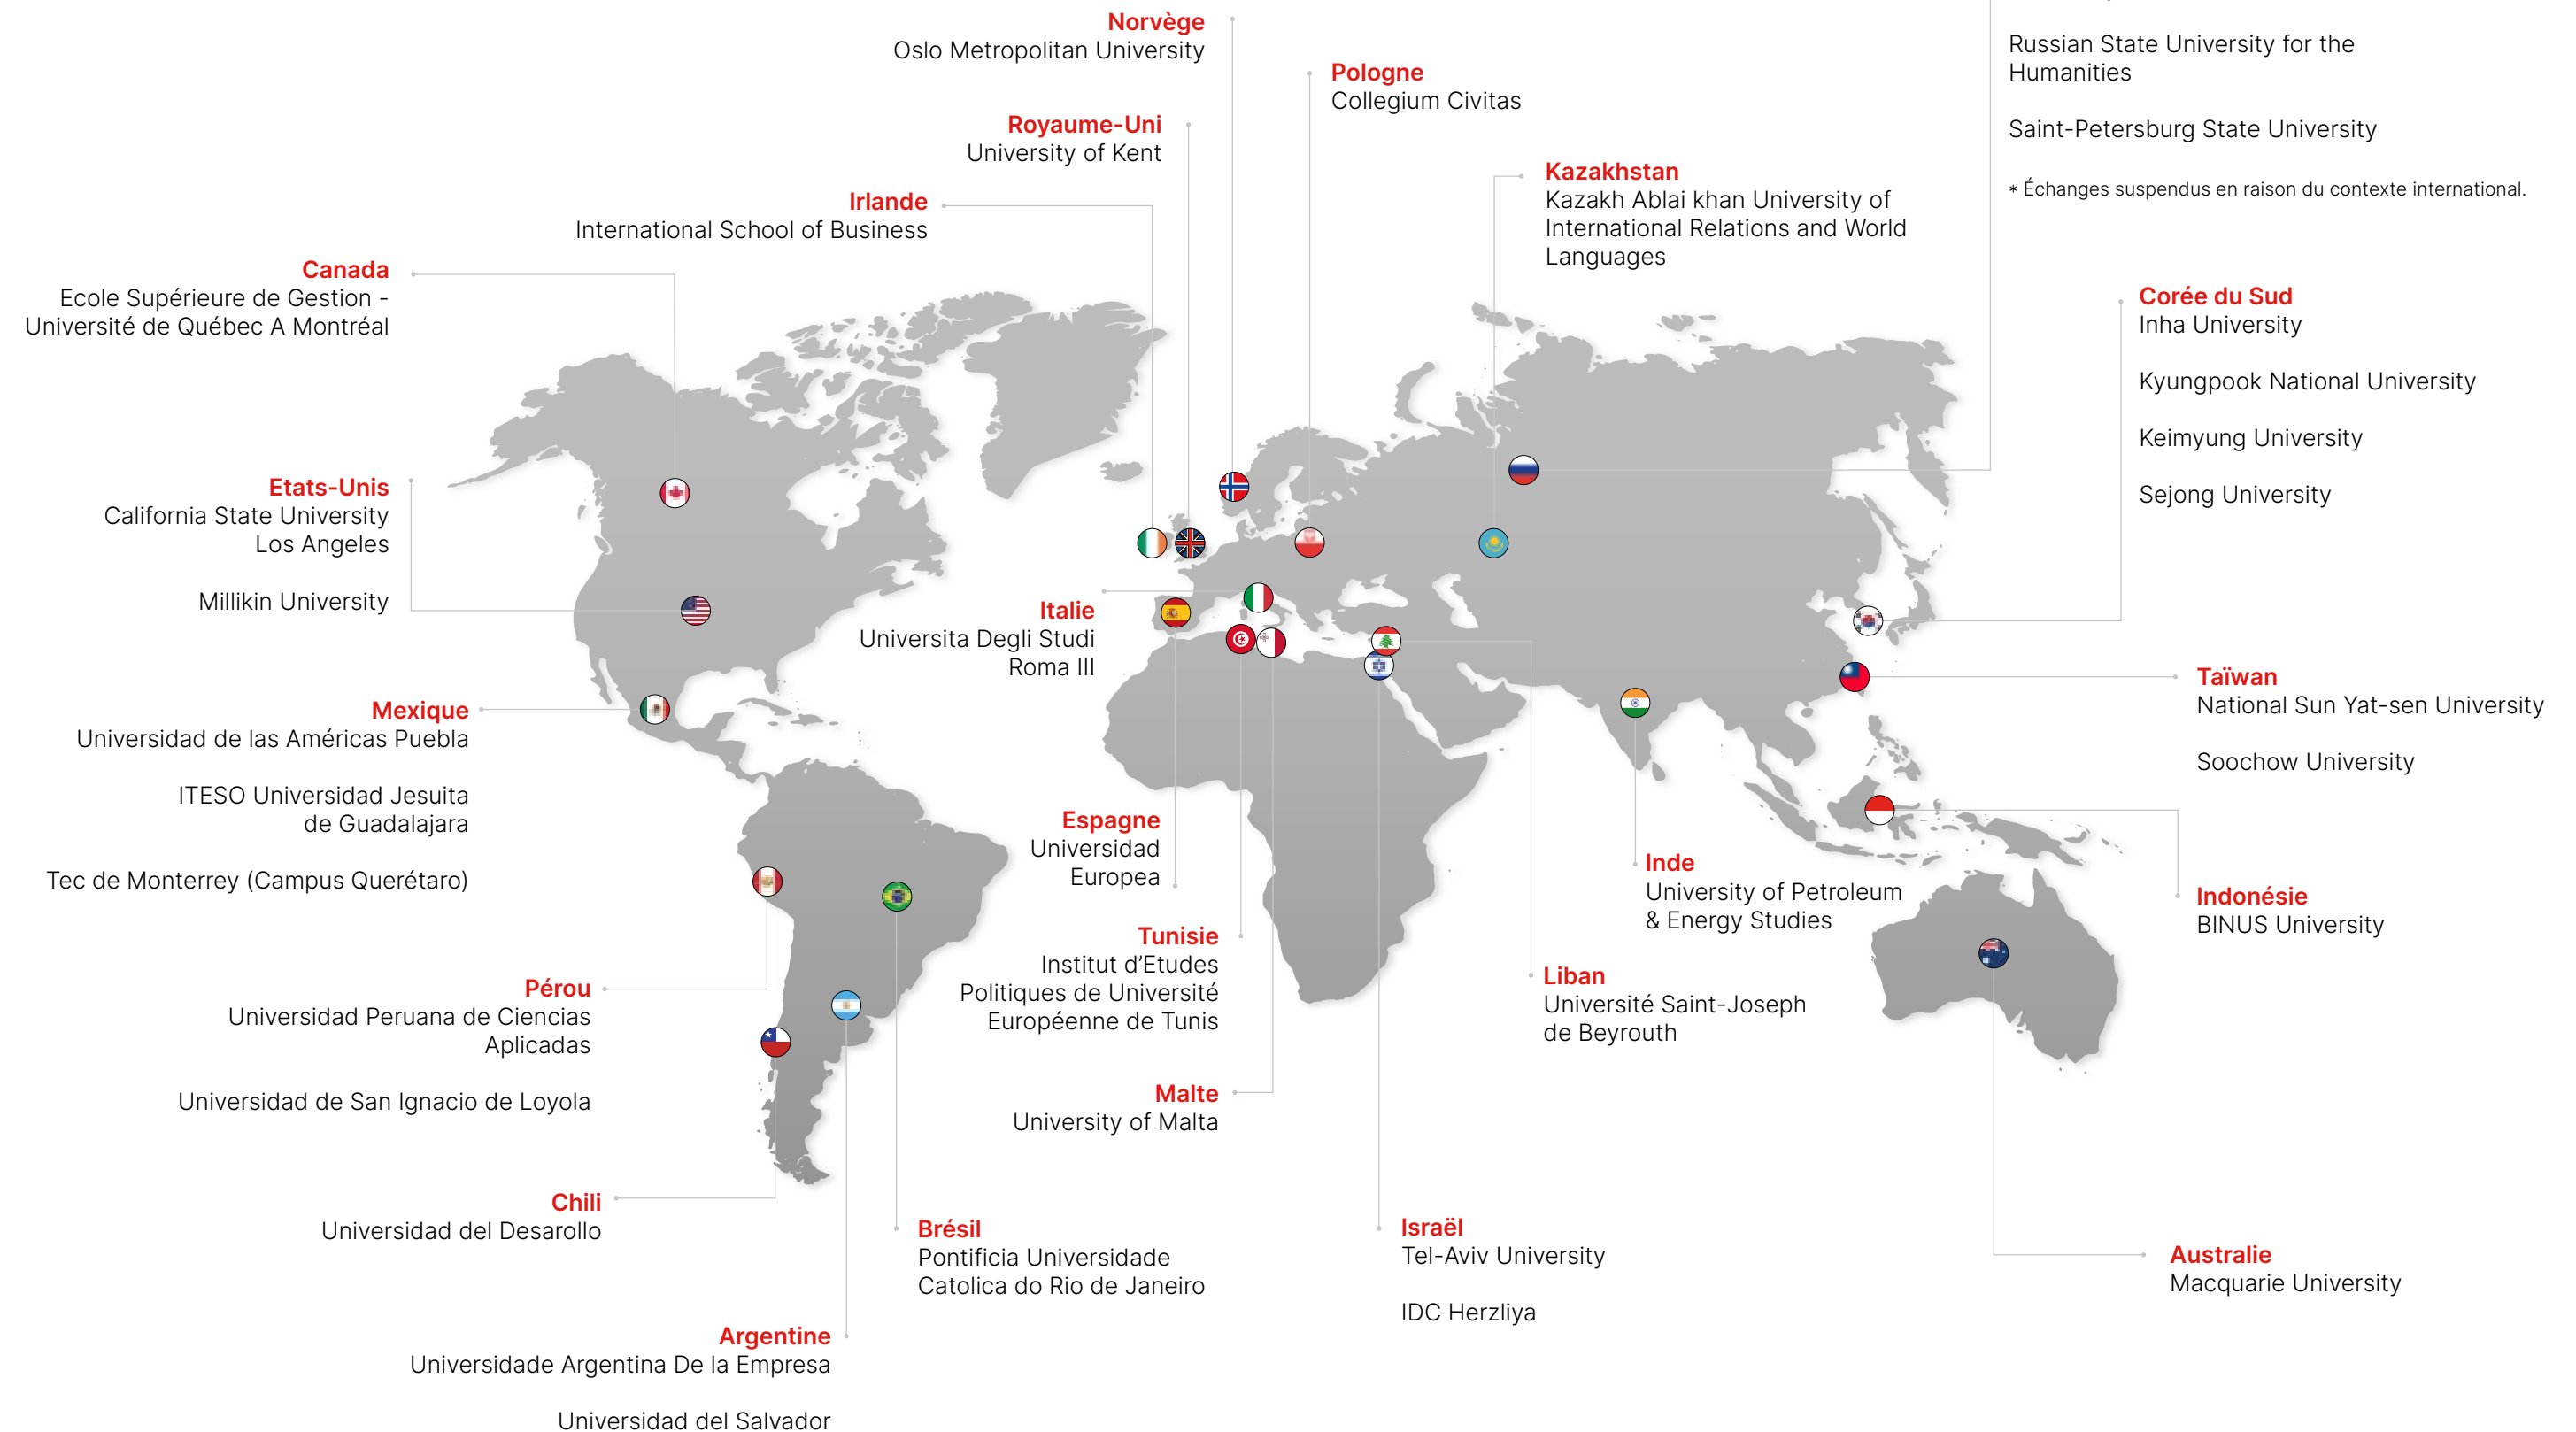 Norvège
Oslo Metropolitan University
Pologne
Collegium Civitas
Royaume-Uni
University of Kent
Irlande
International School of Business
Kazakhstan
Kazakh Ablai khan University of
International Relations and World
Languages
Russian State University for the
Humanities
Saint-Petersburg State University
* Échanges suspendus en raison du contexte international.
Canada
Ecole Supérieure de Gestion -
Université de Québec A Montréal
Corée du Sud
Inha University
Kyungpook National University
Keimyung University
Sejong University
Etats-Unis
California State University
Los Angeles
Millikin University
Italie
Universita Degli Studi
Roma III
Taïwan
National Sun Yat-sen University
Soochow University
Mexique
Universidad de las Américas Puebla
ITESO Universidad Jesuita
de Guadalajara
Tec de Monterrey (Campus Querétaro)
Espagne
Universidad
Europea
Inde
University of Petroleum
& Energy Studies
Indonésie
BINUS University
Tunisie
Institut d’Etudes
Politiques de Université
Européenne de Tunis
Liban
Université Saint-Joseph
de Beyrouth
Pérou
Universidad Peruana de Ciencias
Aplicadas
Universidad de San Ignacio de Loyola
Malte
University of Malta
Chili
Universidad del Desarollo
Brésil
Pontificia Universidade
Catolica do Rio de Janeiro
Israël
Tel-Aviv University
IDC Herzliya
Australie
Macquarie University
Argentine
Universidade Argentina De la Empresa
Universidad del Salvador